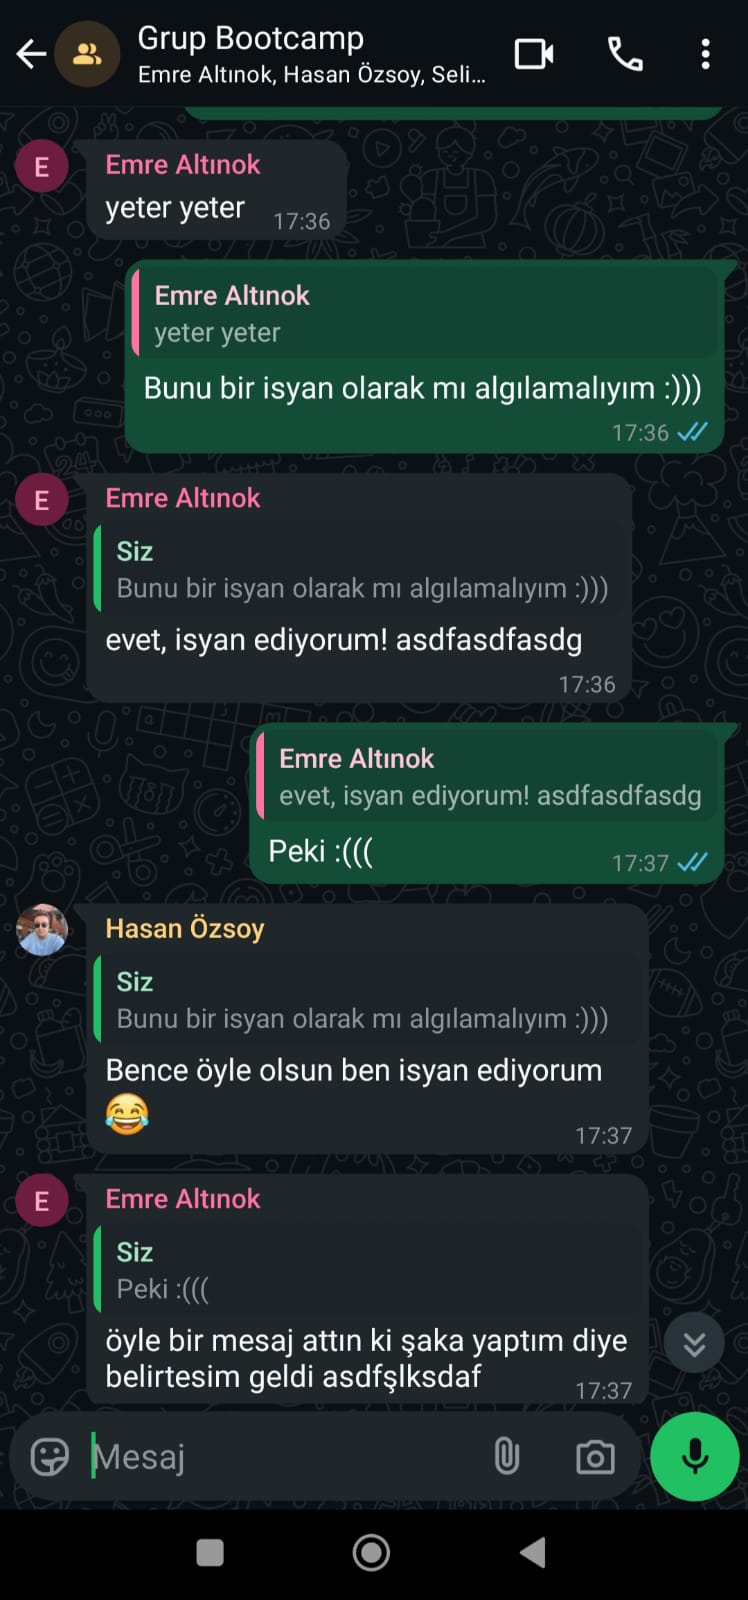 Grup Bootcamp
Emre Altınok, Hasan Özsoy, Seli...
E
Emre Altınok
yeter yeter
17:36
Emre Altınok
yeter yeter
Bunu bir isyan olarak mı algılamalıyım :)))
17:36
E
Emre Altınok
Siz
Bunu bir isyan olarak mı algılamalıyım :)))
evet, isyan ediyorum! asdfasdfasdg
17:36
Emre Altınok
evet, isyan ediyorum! asdfasdfasdg
Peki :(((
17:37
Hasan Özsoy
Siz
Bunu bir isyan olarak mı algılamalıyım :)))
Bence öyle olsun ben isyan ediyorum
😂
17:37
E
Emre Altınok
Siz
Peki :(((
öyle bir mesaj attın ki şaka yaptım diye
belirtesim geldi asdfşlksdaf
17:37
Mesaj